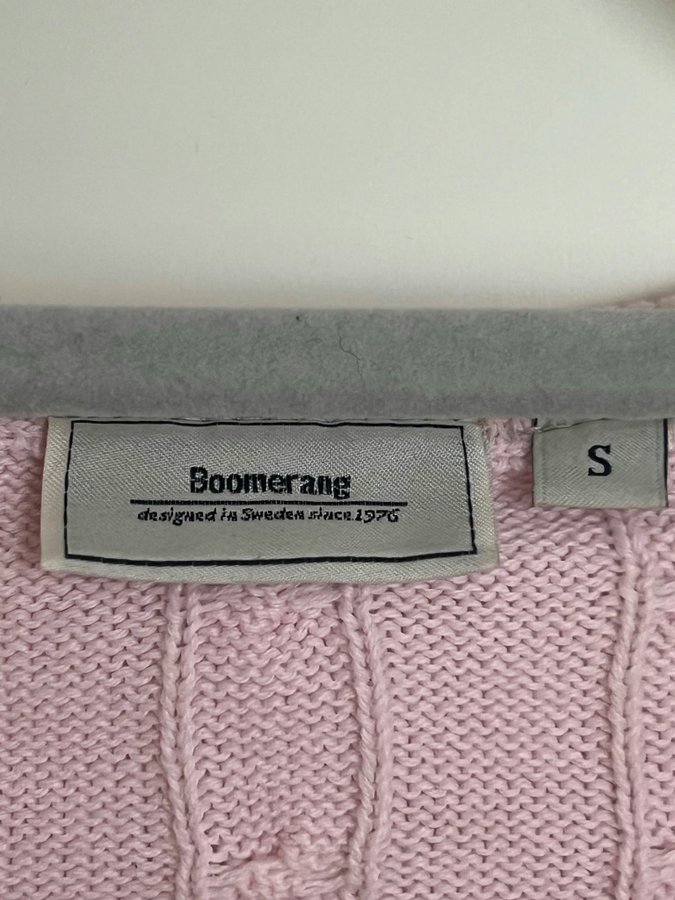 Boomerang
designed in Sweden since 1976
S